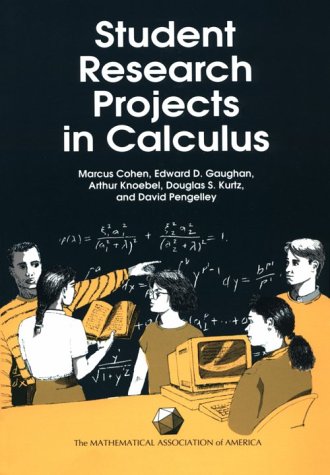 Student
Research
Projects
in Calculus
Marcus Cohen, Edward D. Gaughan,
Arthur Knoebel, Douglas S. Kurtz,
and David Pengelley
The MATHEMATICAL ASSOCIATION of AMERICA